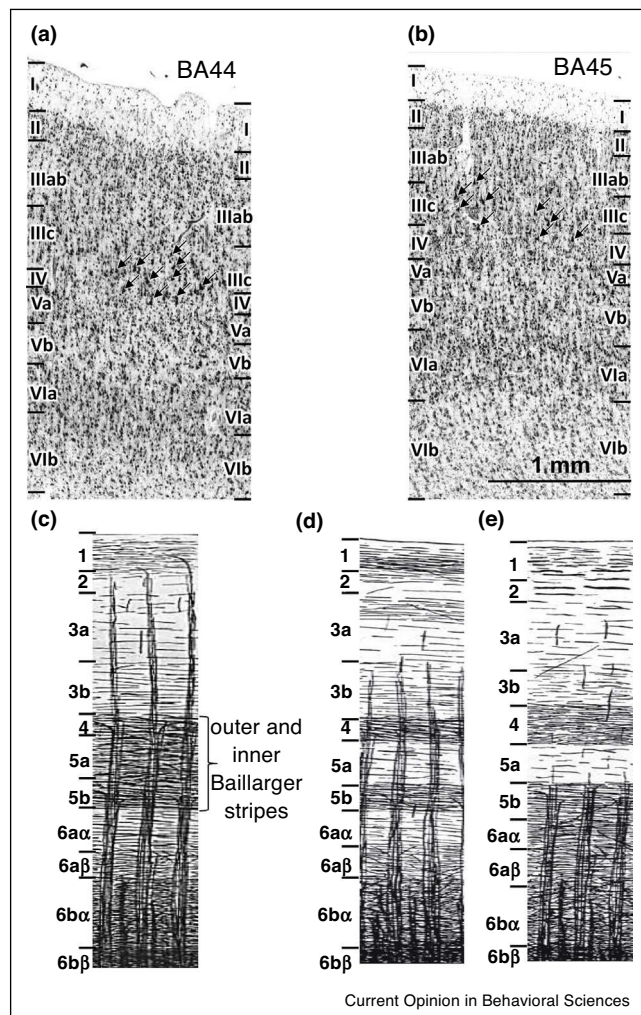 (a)
BA44
I
II
IIIab
IIIc
IV
Va
Vb
VIa
VIb
I
II
IIIab
IIIc
IV
Va
Vb
VIa
VIb
(b)
BA45
I
II
IIIab
IIIc
IV
Va
Vb
VIa
VIb
I
II
IIIab
IIIc
IV
Va
Vb
VIa
VIb
1 mm
(c)
1
2
3a
3b
4
5a
5b
6aα
6aβ
6bα
6bβ
outer and
inner
Baillarger
stripes
(d)
1
2
3a
3b
4
5a
5b
6aα
6aβ
6bα
6bβ
(e)
1
2
3a
3b
4
5a
5b
6aα
6aβ
6bα
6bβ
Current Opinion in Behavioral Sciences